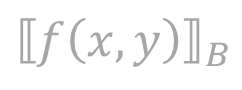 ⟦f(x, y)⟧_B